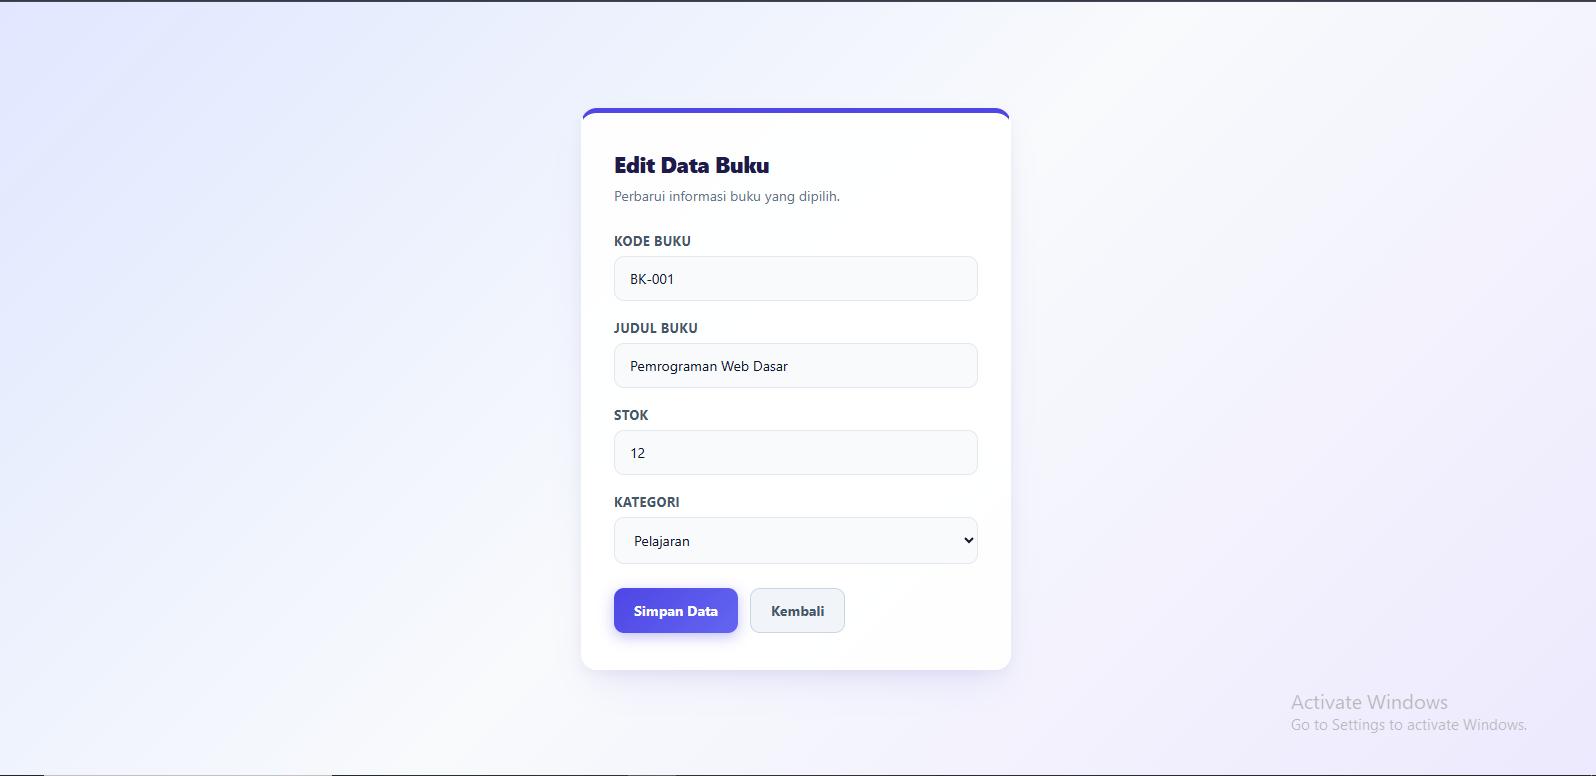 Edit Data Buku
Perbarui informasi buku yang dipilih.
KODE BUKU
BK-001
JUDUL BUKU
Pemrograman Web Dasar
STOK
12
KATEGORI
Pelajaran
Simpan Data Kembali
Activate Windows
Go to Settings to activate Windows.